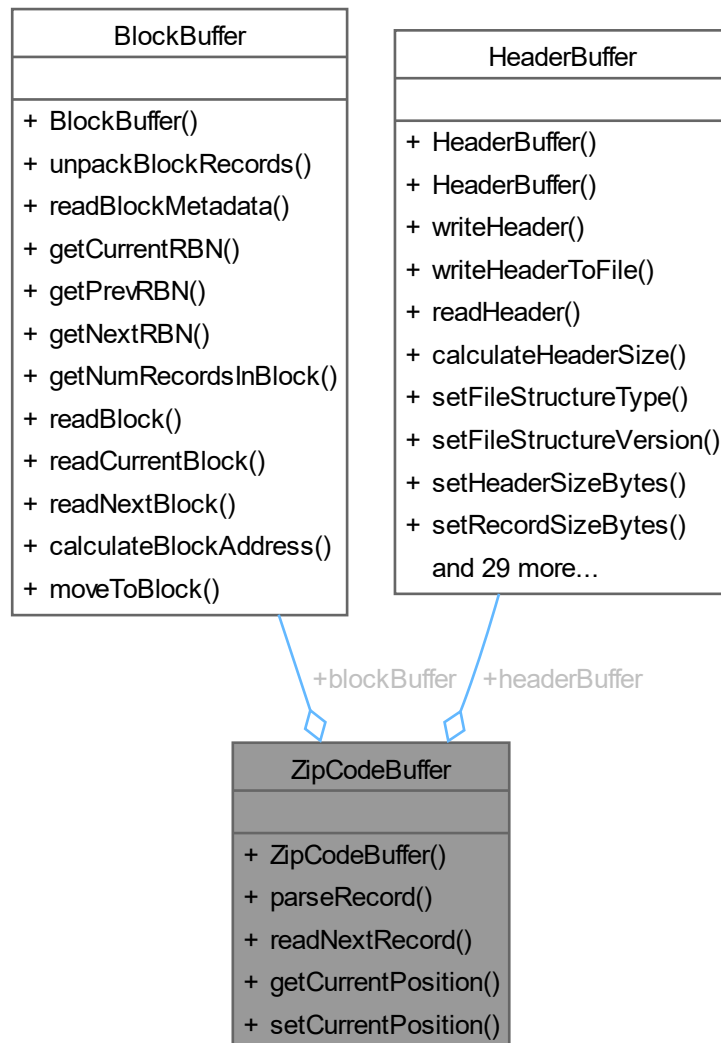 BlockBuffer
+ BlockBuffer()
+ unpackBlockRecords()
+ readBlockMetadata()
+ getCurrentRBN()
+ getPrevRBN()
+ getNextRBN()
+ getNumRecordsInBlock()
+ readBlock()
+ readCurrentBlock()
+ readNextBlock()
+ calculateBlockAddress()
+ moveToBlock()
HeaderBuffer
+ HeaderBuffer()
+ HeaderBuffer()
+ writeHeader()
+ writeHeaderToFile()
+ readHeader()
+ calculateHeaderSize()
+ setFileStructureType()
+ setFileStructureVersion()
+ setHeaderSizeBytes()
+ setRecordSizeBytes()
and 29 more...
+blockBuffer
+headerBuffer
ZipCodeBuffer
+ ZipCodeBuffer()
+ parseRecord()
+ readNextRecord()
+ getCurrentPosition()
+ setCurrentPosition()